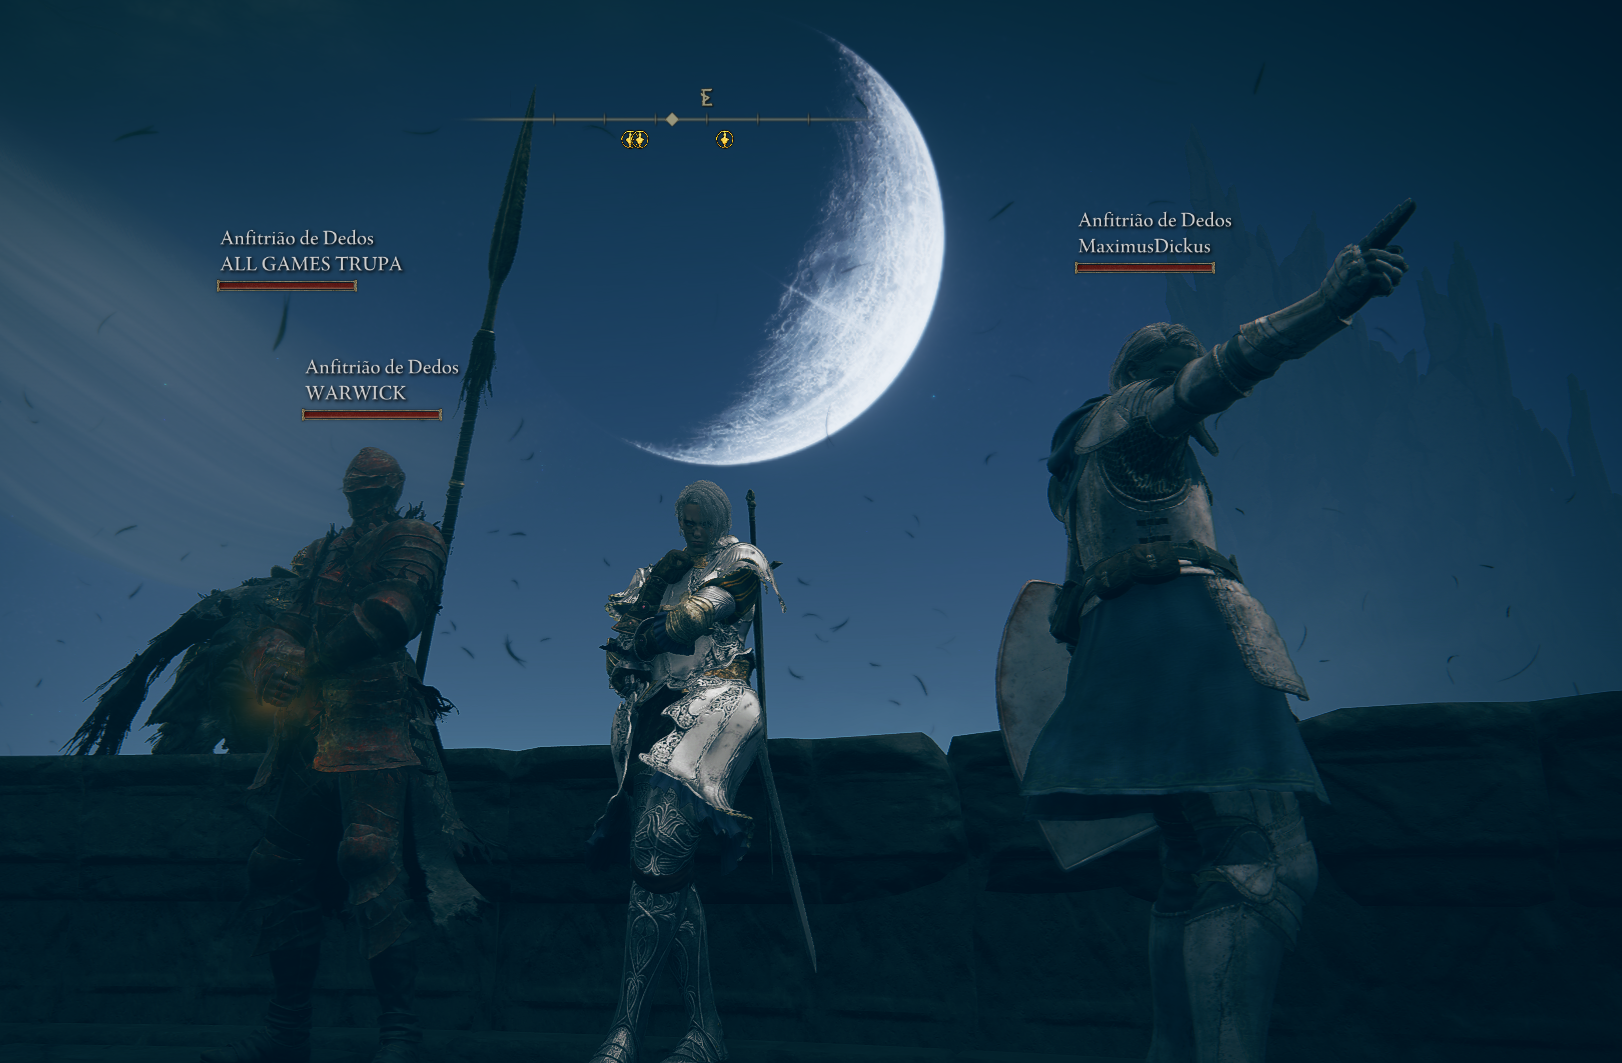 E
Anfitrião de Dedos
ALL GAMES TRUPA
Anfitrião de Dedos
WARWICK
Anfitrião de Dedos
MaximusDickus